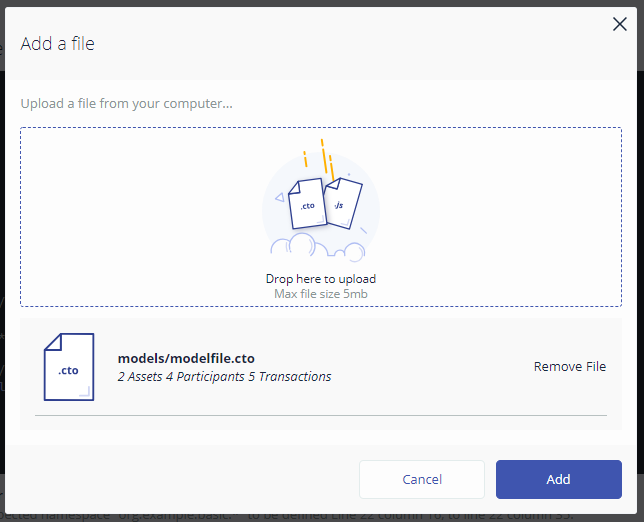 Add a file
Upload a file from your computer...
.cto
.js
Drop here to upload
Max file size 5mb
.cto
models/modelfile.cto
2 Assets 4 Participants 5 Transactions
Remove File
Cancel
Add